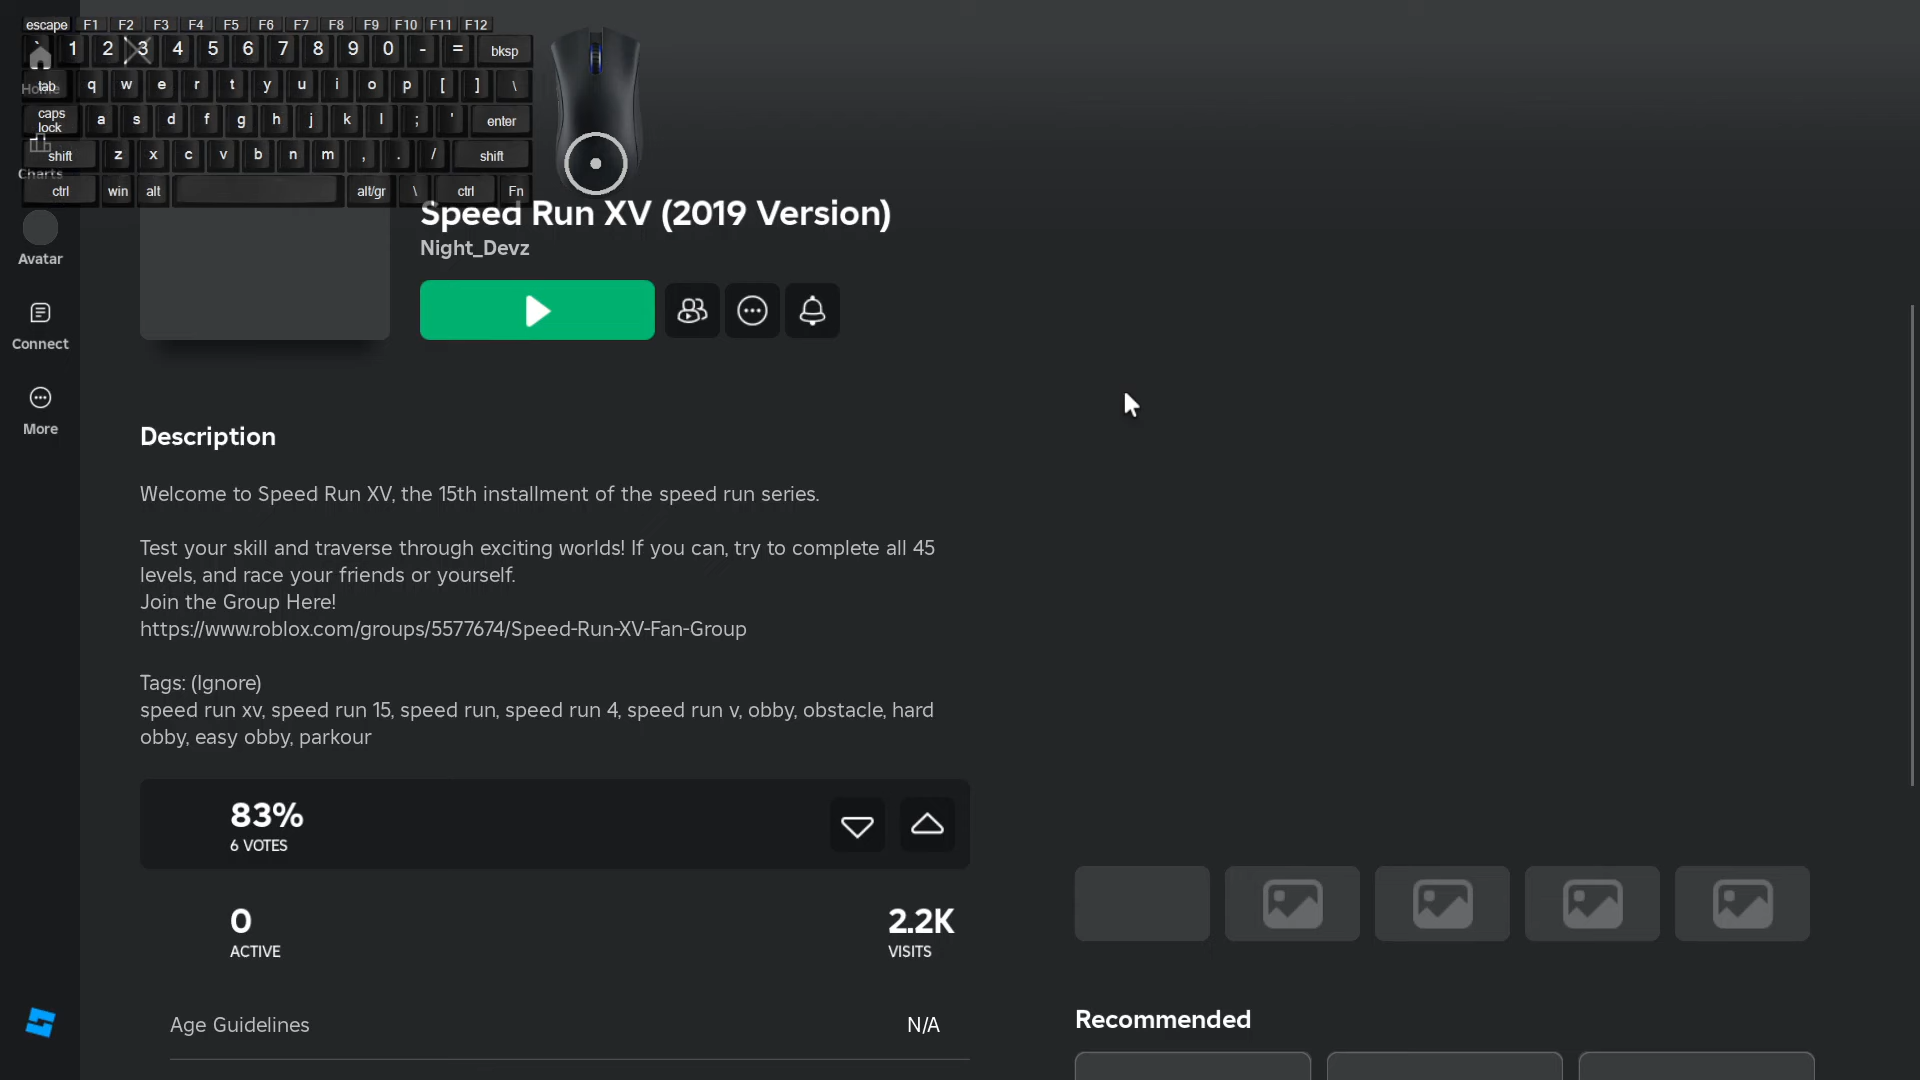 escape F1 F2 F3 F4 F5 F6 F7 F8 F9 F10 F11 F12
` 1 2 3 4 5 6 7 8 9 0 - = bksp
tab q w e r t y u i o p [ ] \
Home
caps lock a s d f g h j k l ; ' enter
shift z x c v b n m , . / shift
Charts
ctrl win alt alt/gr \ ctrl Fn
Speed Run XV (2019 Version)
Night_Devz
Avatar
Connect
More
Description
Welcome to Speed Run XV, the 15th installment of the speed run series.
Test your skill and traverse through exciting worlds! If you can, try to complete all 45
levels, and race your friends or yourself.
Join the Group Here!
https://www.roblox.com/groups/5577674/Speed-Run-XV-Fan-Group
Tags: (Ignore)
speed run xv, speed run 15, speed run, speed run 4, speed run v, obby, obstacle, hard
obby, easy obby, parkour
83%
6 VOTES
0
ACTIVE
2.2K
VISITS
Age Guidelines N/A
Recommended